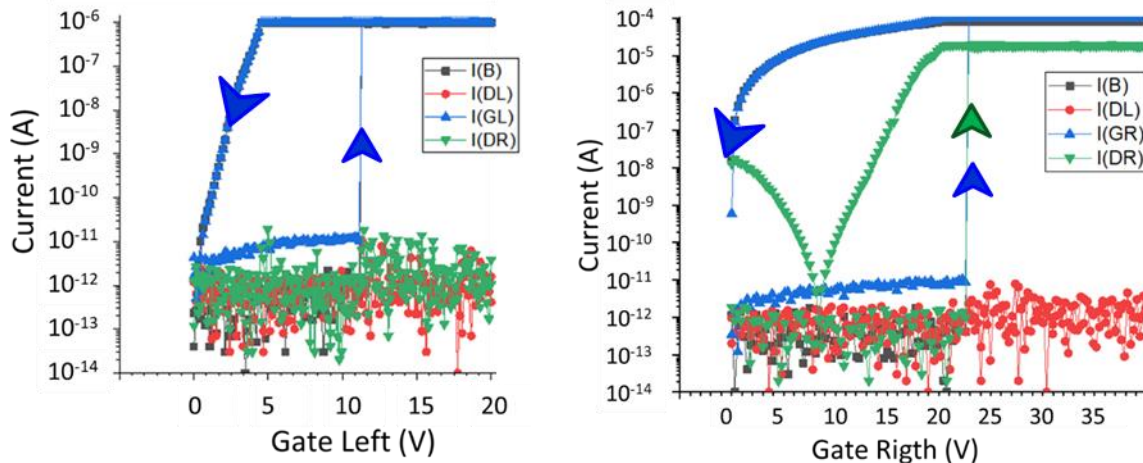 Current (A)
10⁻⁶
10⁻⁷
10⁻⁸
10⁻⁹
10⁻¹⁰
10⁻¹¹
10⁻¹²
10⁻¹³
10⁻¹⁴
I(B)
I(DL)
I(GL)
I(DR)
0 5 10 15 20
Gate Left (V)
Current (A)
10⁻⁴
10⁻⁵
10⁻⁶
10⁻⁷
10⁻⁸
10⁻⁹
10⁻¹⁰
10⁻¹¹
10⁻¹²
10⁻¹³
10⁻¹⁴
I(B)
I(DL)
I(GR)
I(DR)
0 5 10 15 20 25 30 35
Gate Rigth (V)